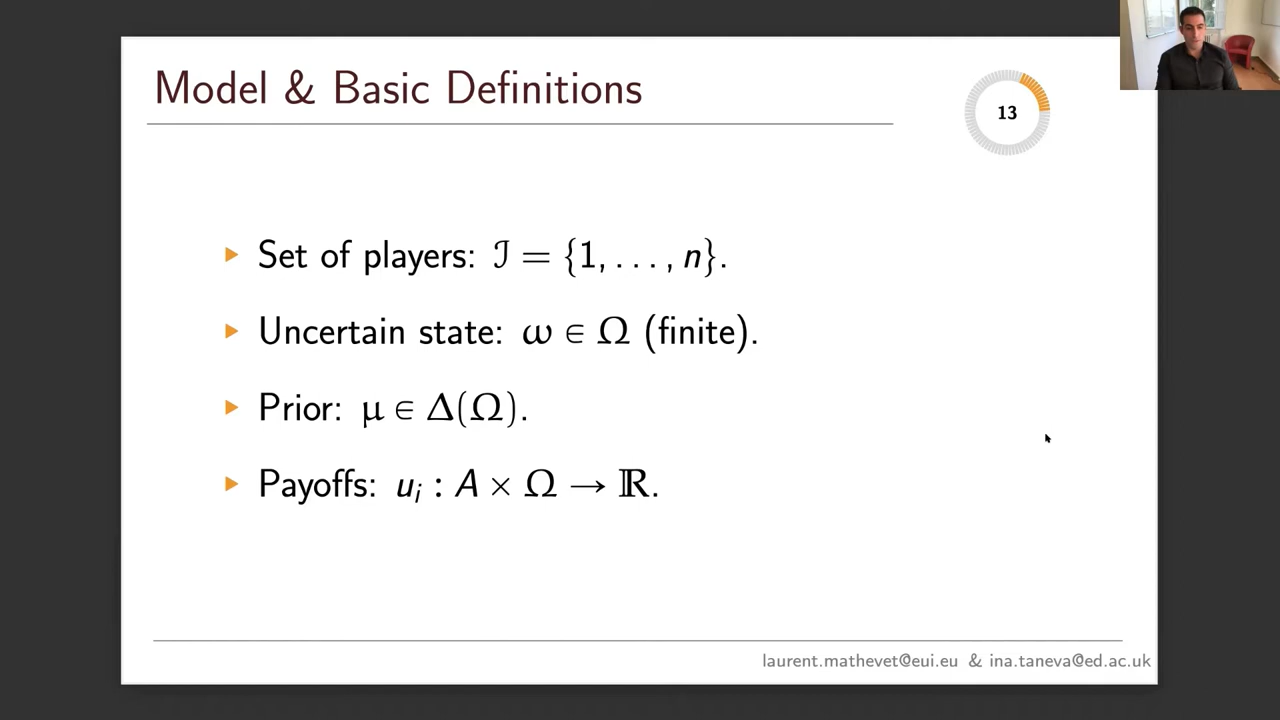 Model & Basic Definitions
13
▶ Set of players: ℐ = {1, . . . , n}.
▶ Uncertain state: ω ∈ Ω (finite).
▶ Prior: μ ∈ Δ(Ω).
▶ Payoffs: uᵢ : A × Ω → ℝ.
laurent.mathevet@eui.eu & ina.taneva@ed.ac.uk